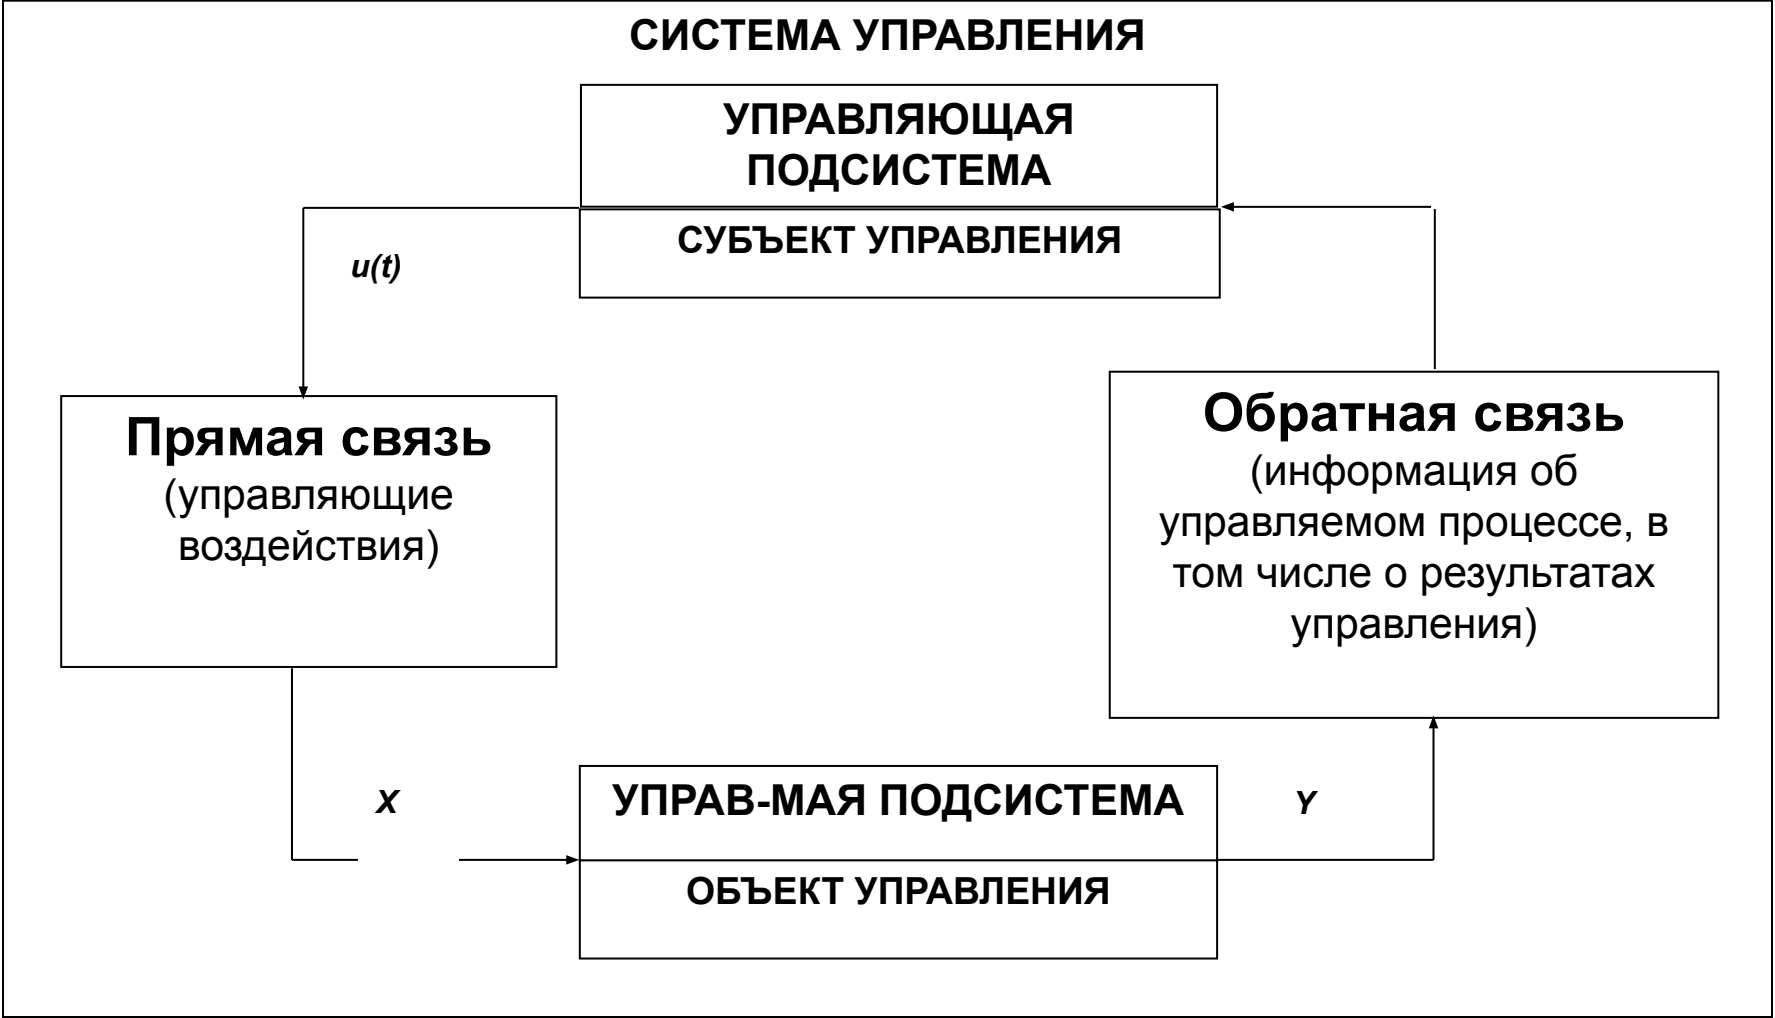 СИСТЕМА УПРАВЛЕНИЯ
УПРАВЛЯЮЩАЯ
ПОДСИСТЕМА
СУБЪЕКТ УПРАВЛЕНИЯ
u(t)
Прямая связь
(управляющие
воздействия)
Обратная связь
(информация об
управляемом процессе, в
том числе о результатах
управления)
X
УПРАВ-МАЯ ПОДСИСТЕМА
Y
ОБЪЕКТ УПРАВЛЕНИЯ